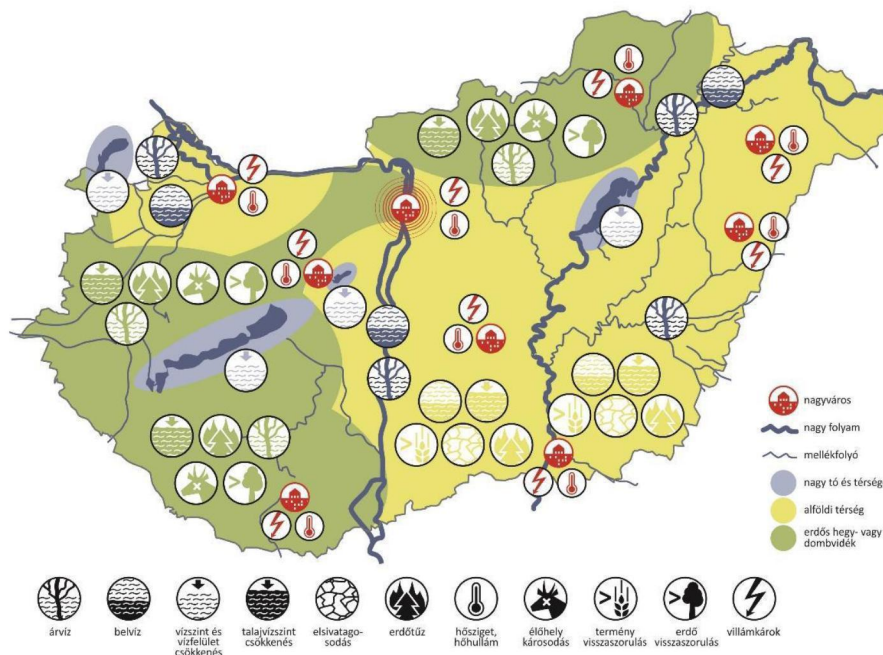 nagyváros
nagy folyam
mellékfolyó
nagy tó és térsége
alföldi térség
erdős hegy- vagy
dombvidék
árvíz
belvíz
vízszint és
vízfelület
csökkenés
talajvízszint
csökkenés
elsivatago-
sodás
erdőtűz
hősziget,
hőhullám
élőhely
károsodás
termény
visszaszorulás
erdő
visszaszorulás
villámkárok